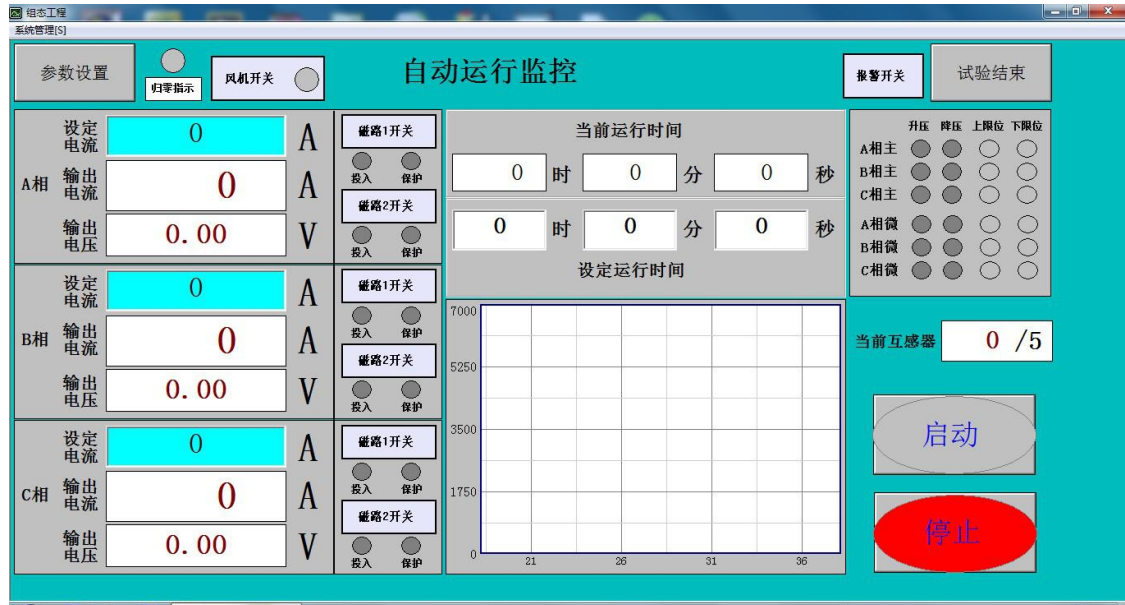 组态工程
系统管理[S]
参数设置
归零指示
风机开关
自动运行监控
报警开关
试验结束
A相
设定电流 0 A
输出电流 0 A
输出电压 0.00 V
磁路1开关
投入 保护
磁路2开关
投入 保护
B相
设定电流 0 A
输出电流 0 A
输出电压 0.00 V
磁路1开关
投入 保护
磁路2开关
投入 保护
C相
设定电流 0 A
输出电流 0 A
输出电压 0.00 V
磁路1开关
投入 保护
磁路2开关
投入 保护
当前运行时间
0 时 0 分 0 秒
0 时 0 分 0 秒
设定运行时间
7000
5250
3500
1750
0
21 26 31 36
升压 降压 上限位 下限位
A相主
B相主
C相主
A相微
B相微
C相微
当前互感器 0 /5
启动
停止